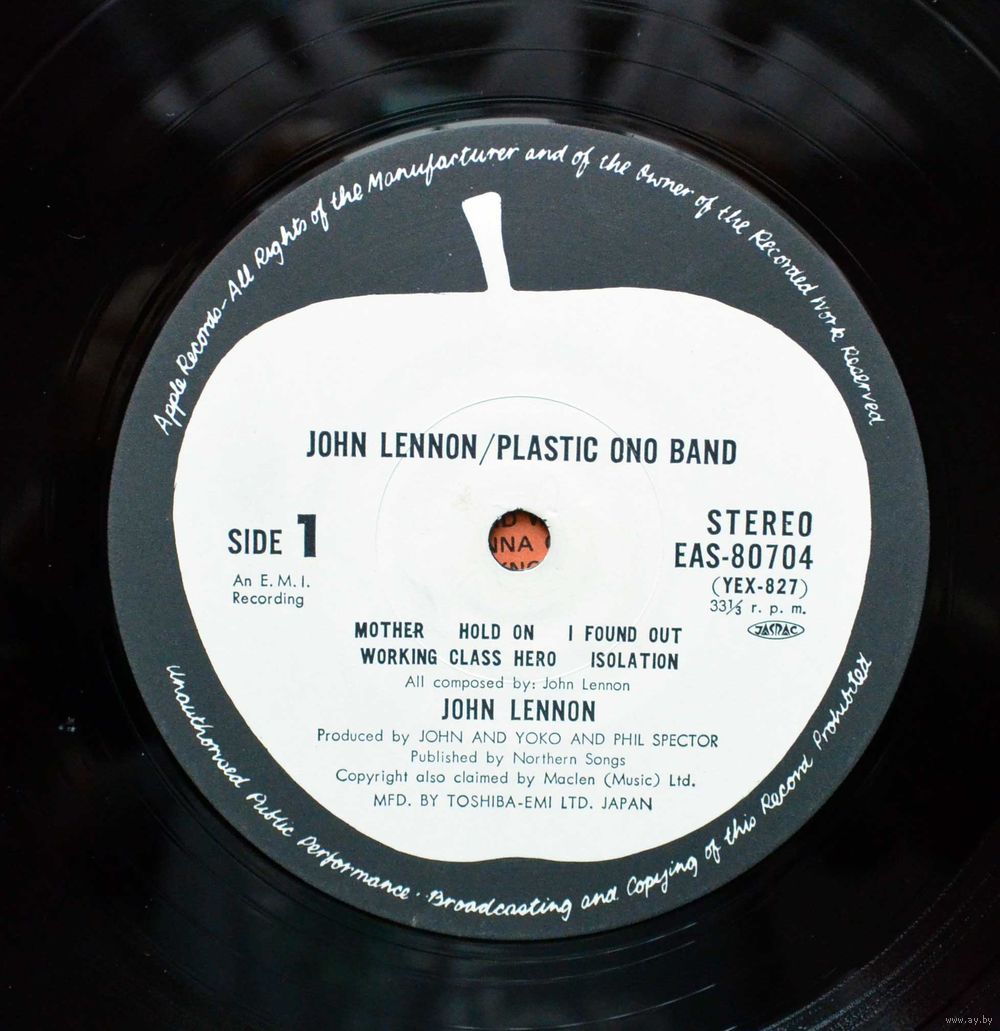 Apple Records-All Rights of the Manufacturer and of the Owner of the Recorded Work Reserved
JOHN LENNON/PLASTIC ONO BAND
SIDE 1
An E.M.I.
Recording
STEREO
EAS-80704
(YEX-827)
33⅓ r. p. m.
JASRAC
MOTHER HOLD ON I FOUND OUT
WORKING CLASS HERO ISOLATION
All composed by: John Lennon
JOHN LENNON
Produced by JOHN AND YOKO AND PHIL SPECTOR
Published by Northern Songs
Copyright also claimed by Maclen (Music) Ltd.
MFD. BY TOSHIBA-EMI LTD. JAPAN
Unauthorised Public Performance · Broadcasting and Copying of this Record Prohibited
www.ay.by